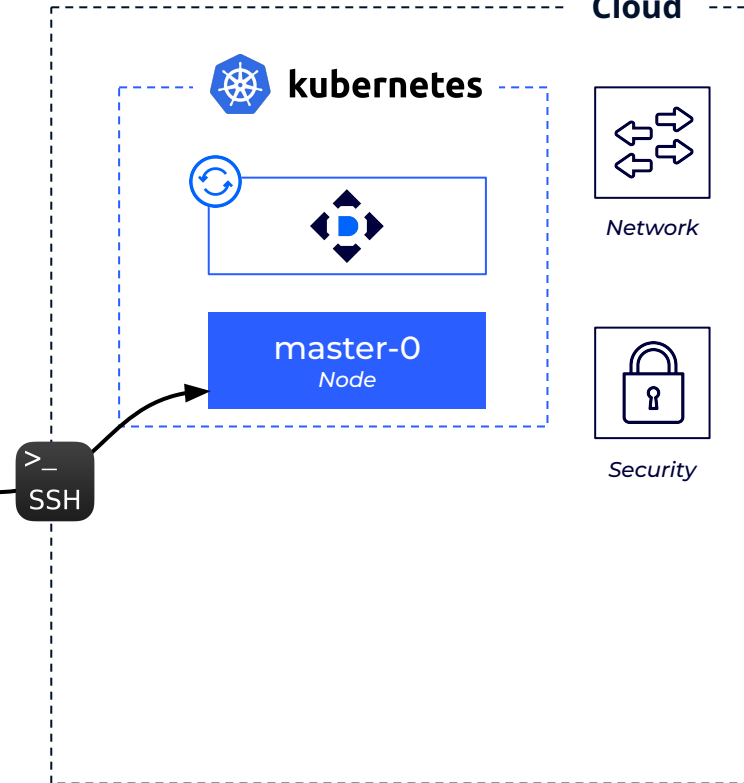 Cloud
kubernetes
D
Network
master-0
Node
Security
>_
SSH